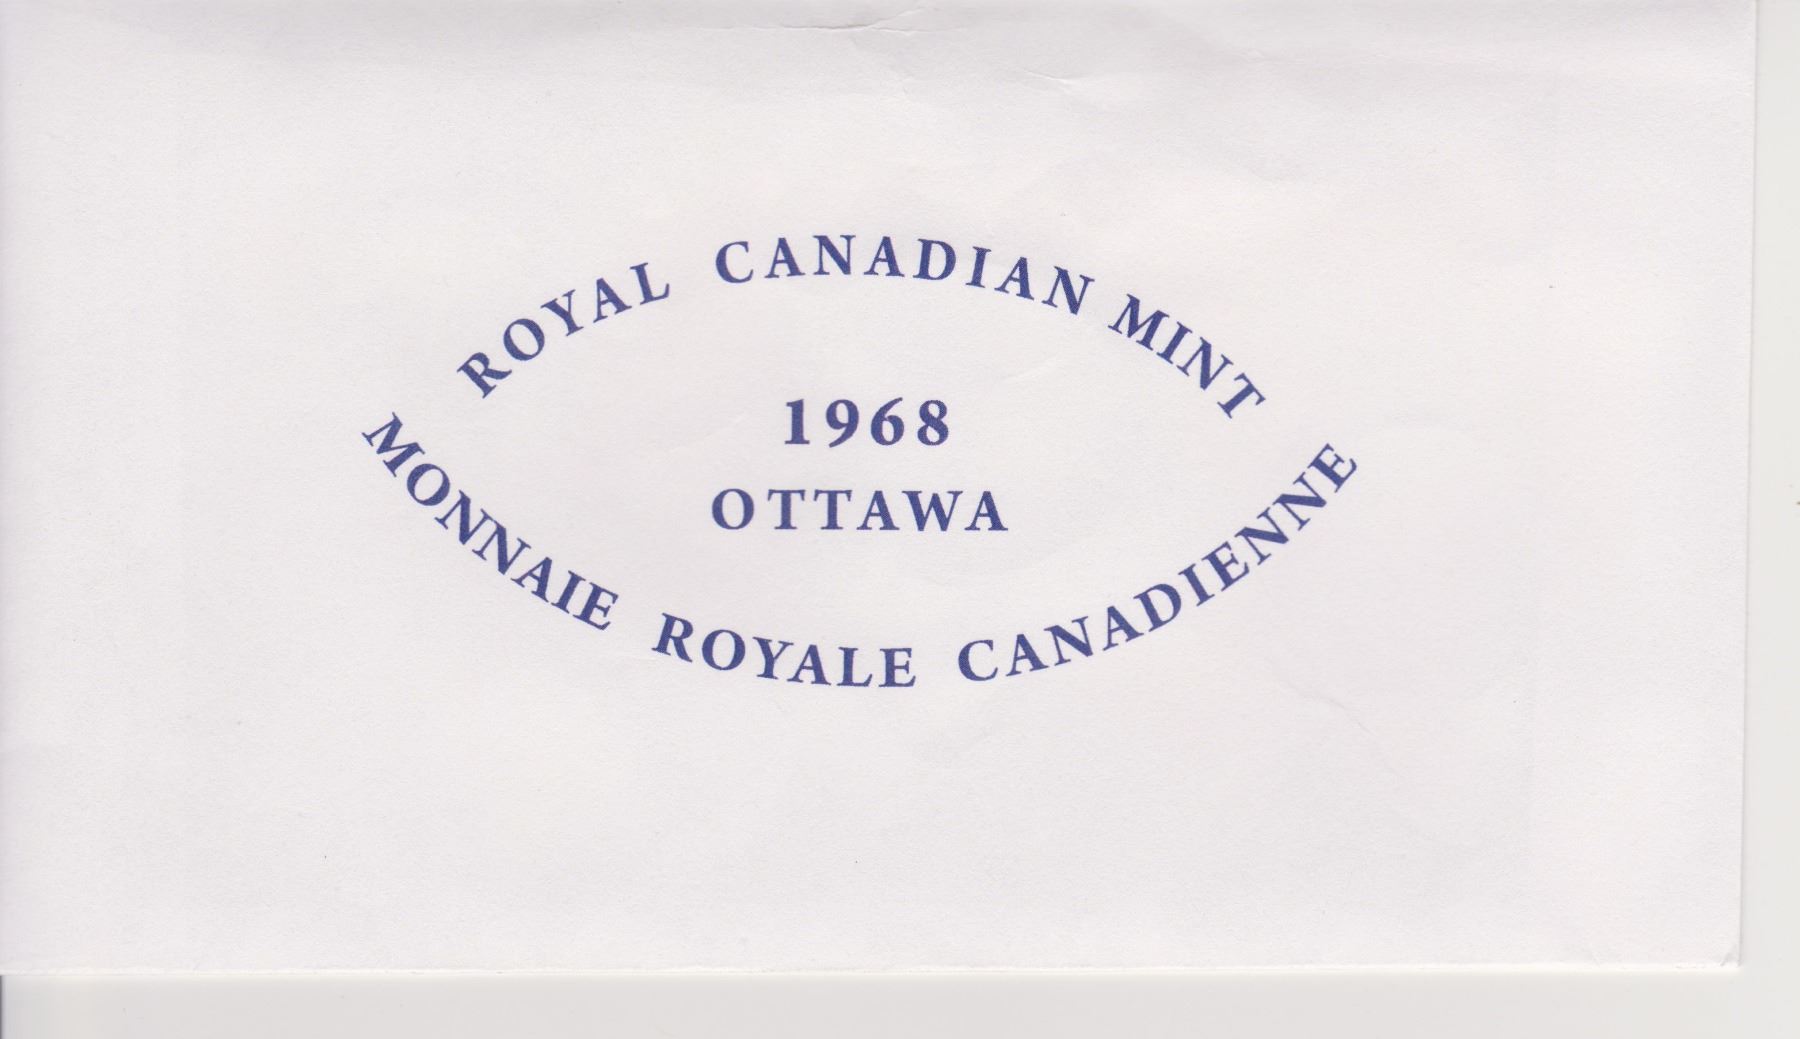 ROYAL CANADIAN MINT
1968
OTTAWA
MONNAIE ROYALE CANADIENNE